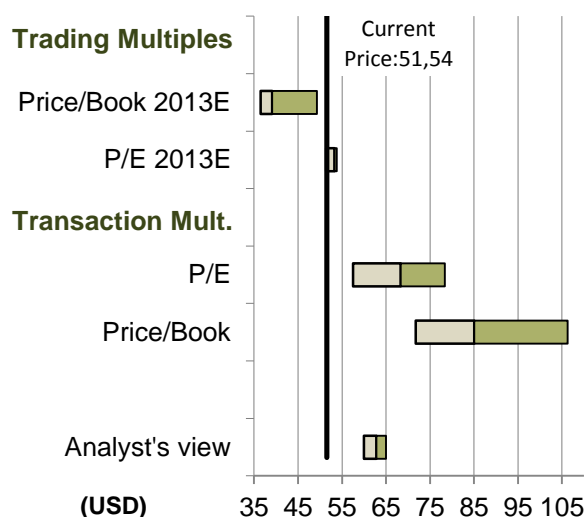 Trading Multiples
Current
Price:51,54
Price/Book 2013E
P/E 2013E
Transaction Mult.
P/E
Price/Book
Analyst's view
(USD) 35 45 55 65 75 85 95 105